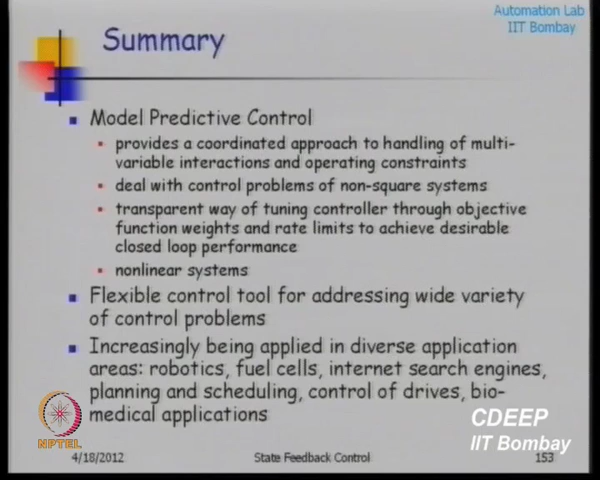 Automation Lab
IIT Bombay
Summary
Model Predictive Control
provides a coordinated approach to handling of multi-
variable interactions and operating constraints
deal with control problems of non-square systems
transparent way of tuning controller through objective
function weights and rate limits to achieve desirable
closed loop performance
nonlinear systems
Flexible control tool for addressing wide variety
of control problems
Increasingly being applied in diverse application
areas: robotics, fuel cells, internet search engines,
planning and scheduling, control of drives, bio-
medical applications
NPTEL
CDEEP
IIT Bombay
4/18/2012
State Feedback Control
153